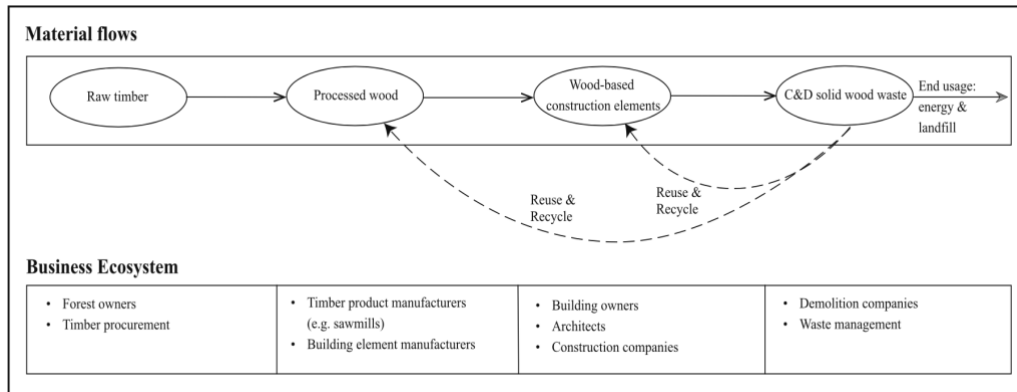 Material flows
Raw timber
Processed wood
Wood-based
construction elements
C&D solid wood waste
End usage:
energy &
landfill
Reuse &
Recycle
Reuse &
Recycle
Business Ecosystem
• Forest owners
• Timber procurement
• Timber product manufacturers
(e.g. sawmills)
• Building element manufacturers
• Building owners
• Architects
• Construction companies
• Demolition companies
• Waste management